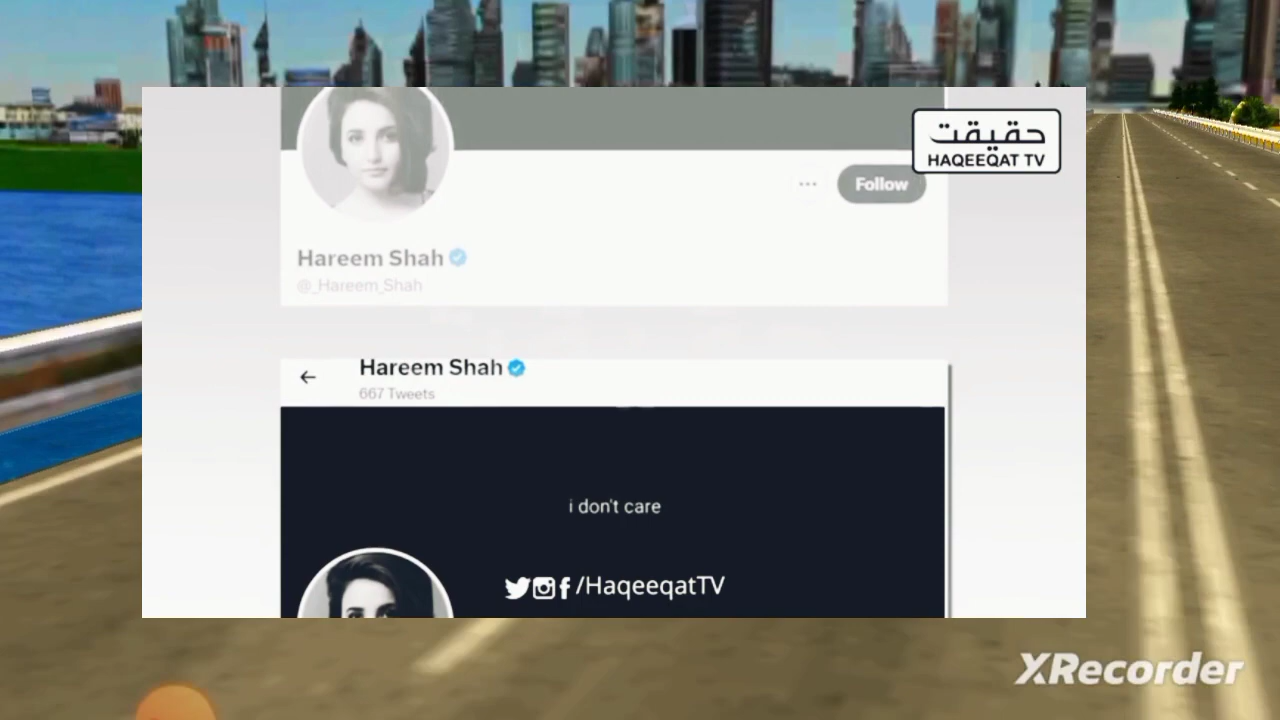 حقیقت
HAQEEQAT TV
... Follow
Hareem Shah
@_Hareem_Shah
Hareem Shah
667 Tweets
i don't care
/HaqeeqatTV
XRecorder